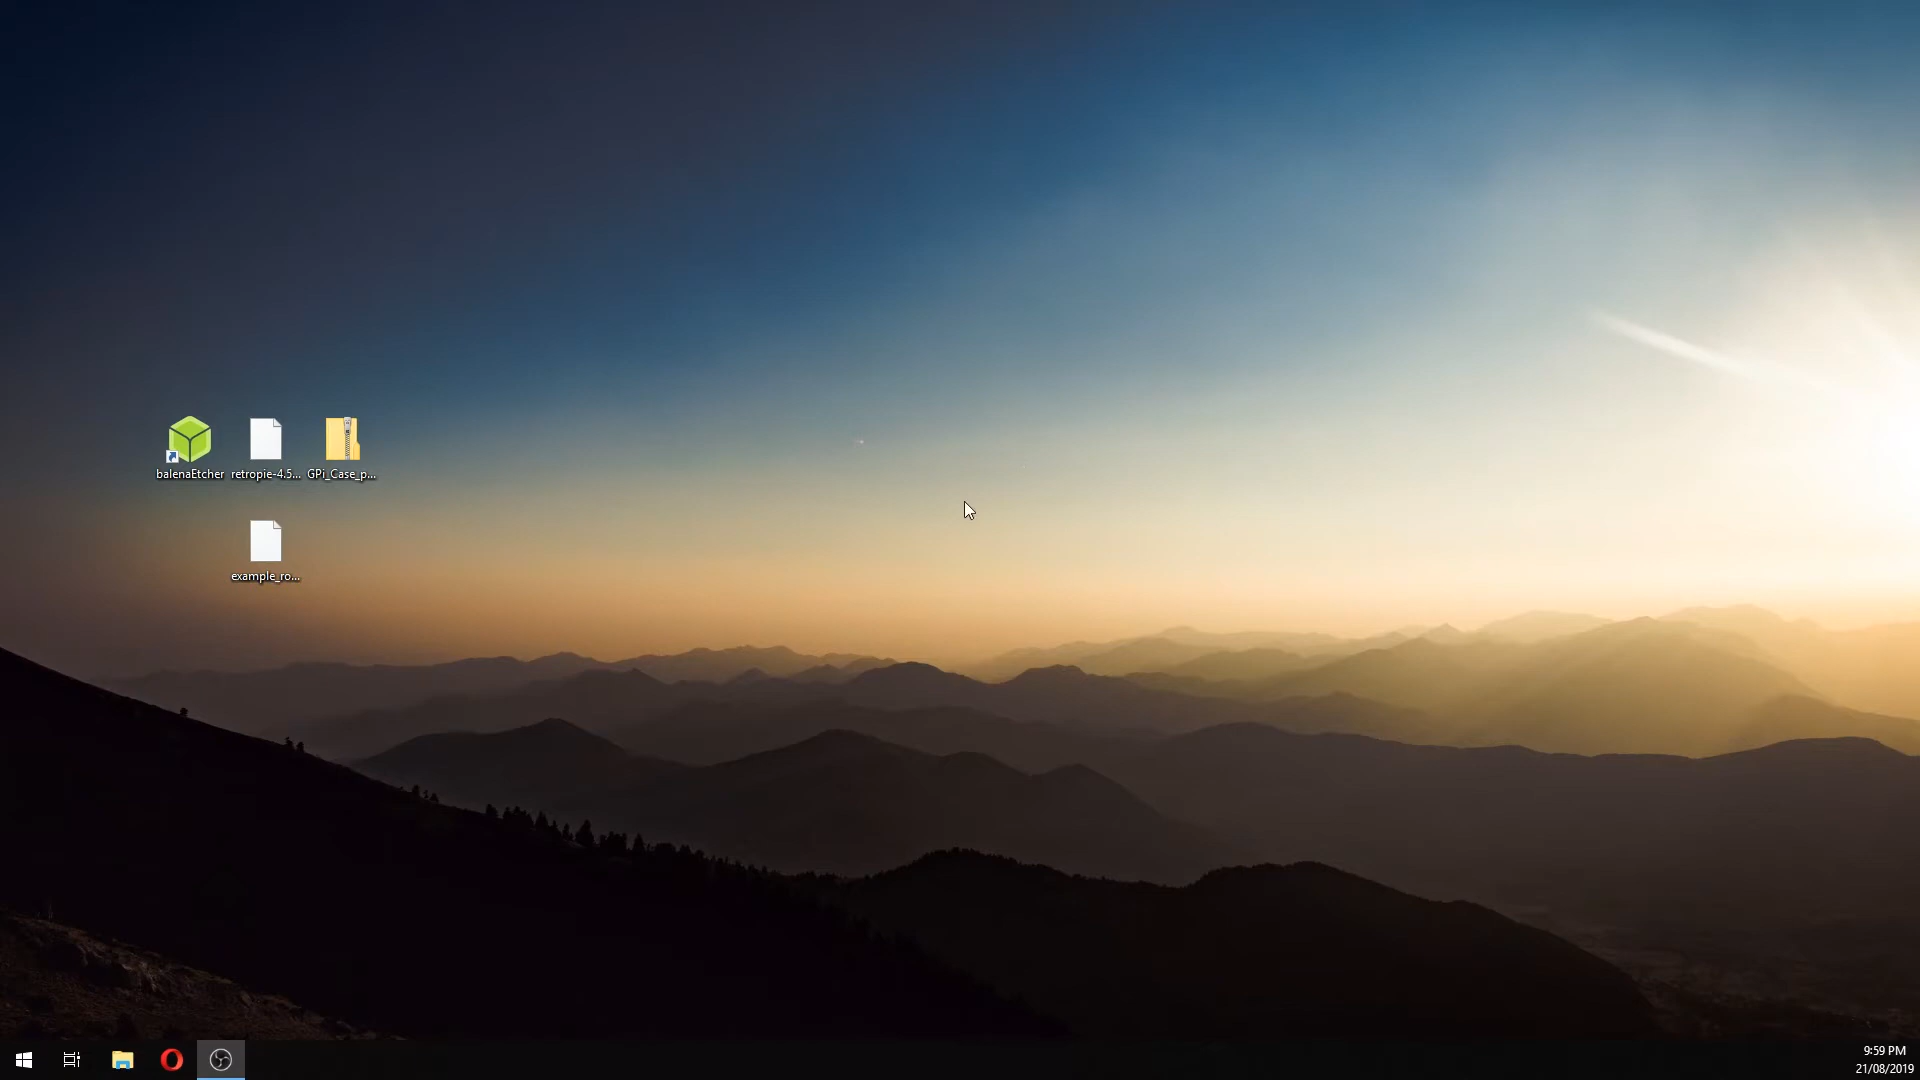 balenaEtcher
retropie-4.5...
GPi_Case_p...
example_ro...
9:59 PM
21/08/2019